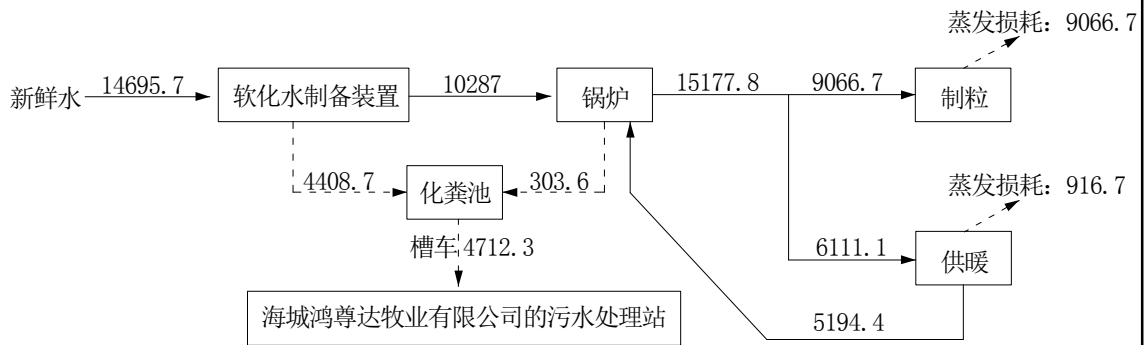 蒸发损耗：9066.7
新鲜水
14695.7
软化水制备装置
10287
锅炉
15177.8
9066.7
制粒
4408.7
化粪池
303.6
蒸发损耗：916.7
槽车
4712.3
6111.1
供暖
海城鸿尊达牧业有限公司的污水处理站
5194.4